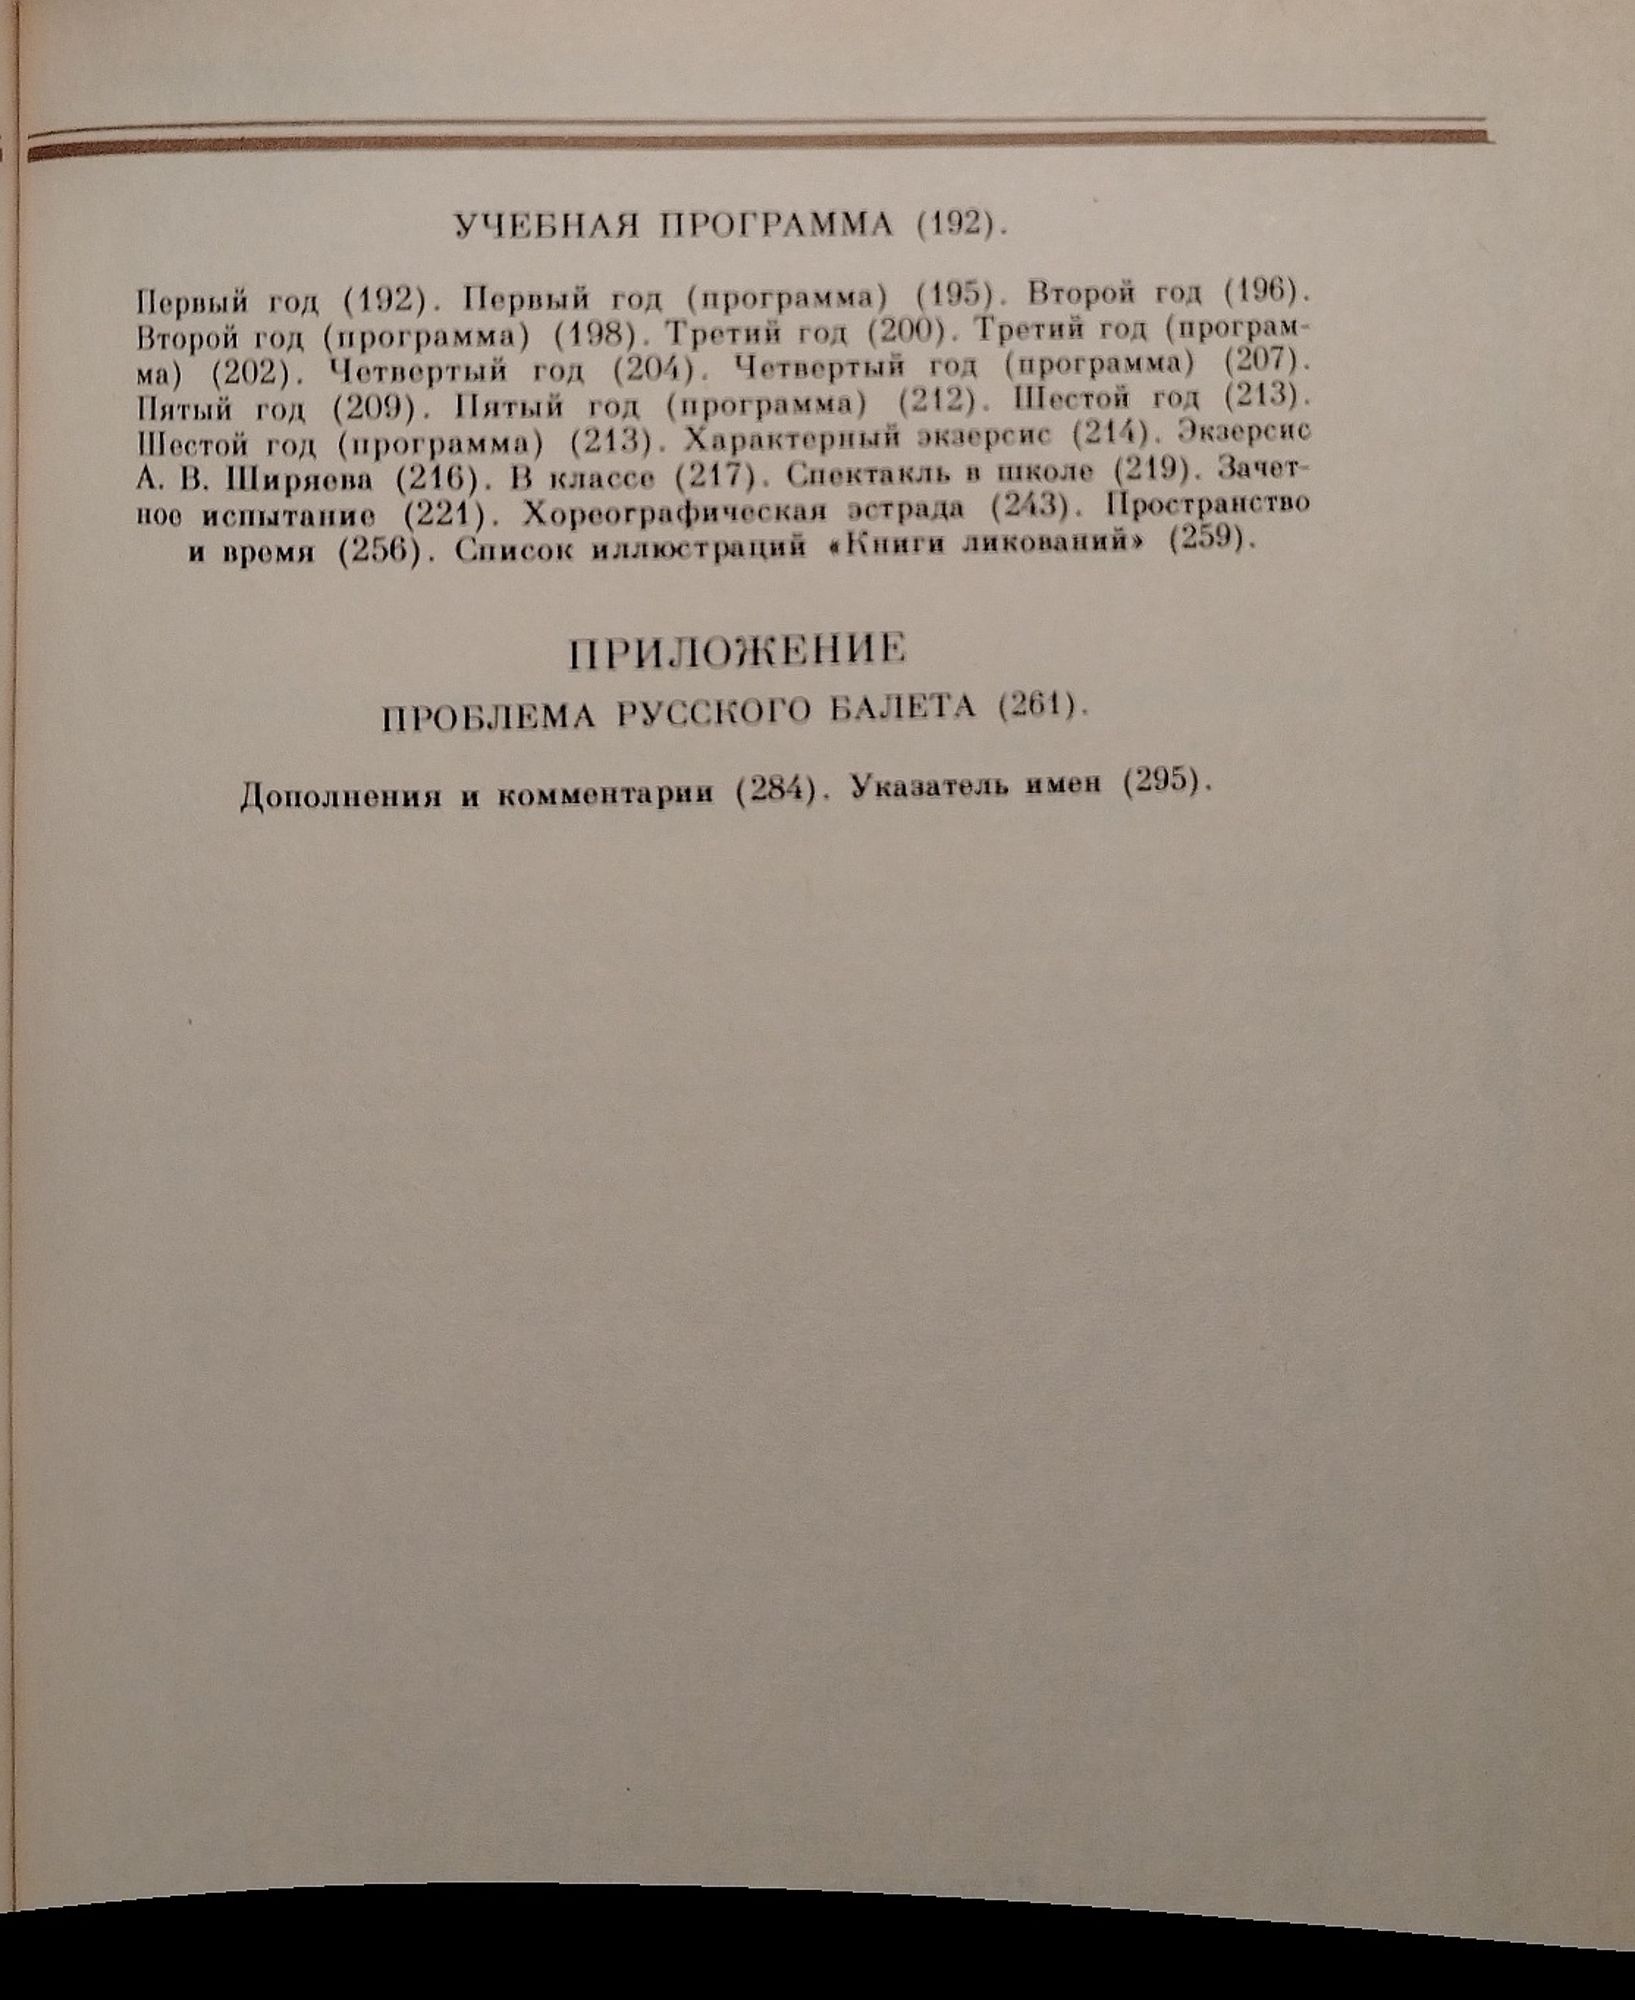 УЧЕБНАЯ ПРОГРАММА (192).
Первый год (192). Первый год (программа) (195). Второй год (196).
Второй год (программа) (198). Третий год (200). Третий год (програм-
ма) (202). Четвертый год (204). Четвертый год (программа) (207).
Пятый год (209). Пятый год (программа) (212). Шестой год (213).
Шестой год (программа) (213). Характерный экзерсис (214). Экзерсис
А. В. Ширяева (216). В классе (217). Спектакль в школе (219). Зачет-
ное испытание (221). Хореографическая эстрада (243). Пространство
и время (256). Список иллюстраций «Книги ликований» (259).
ПРИЛОЖЕНИЕ
ПРОБЛЕМА РУССКОГО БАЛЕТА (261).
Дополнения и комментарии (284). Указатель имен (295).